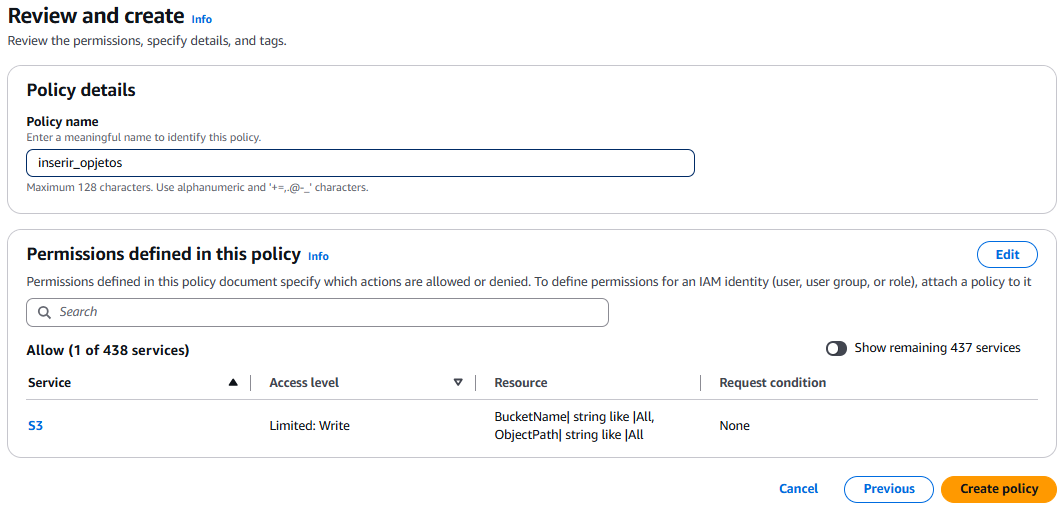 Review and create Info
Review the permissions, specify details, and tags.
Policy details
Policy name
Enter a meaningful name to identify this policy.
inserir_opjetos
Maximum 128 characters. Use alphanumeric and '+=,.@-_' characters.
Permissions defined in this policy Info
Edit
Permissions defined in this policy document specify which actions are allowed or denied. To define permissions for an IAM identity (user, user group, or role), attach a policy to it
Search
Allow (1 of 438 services)
Show remaining 437 services
Service Access level Resource Request condition
S3 Limited: Write BucketName| string like |All, None
ObjectPath| string like |All
Cancel Previous Create policy